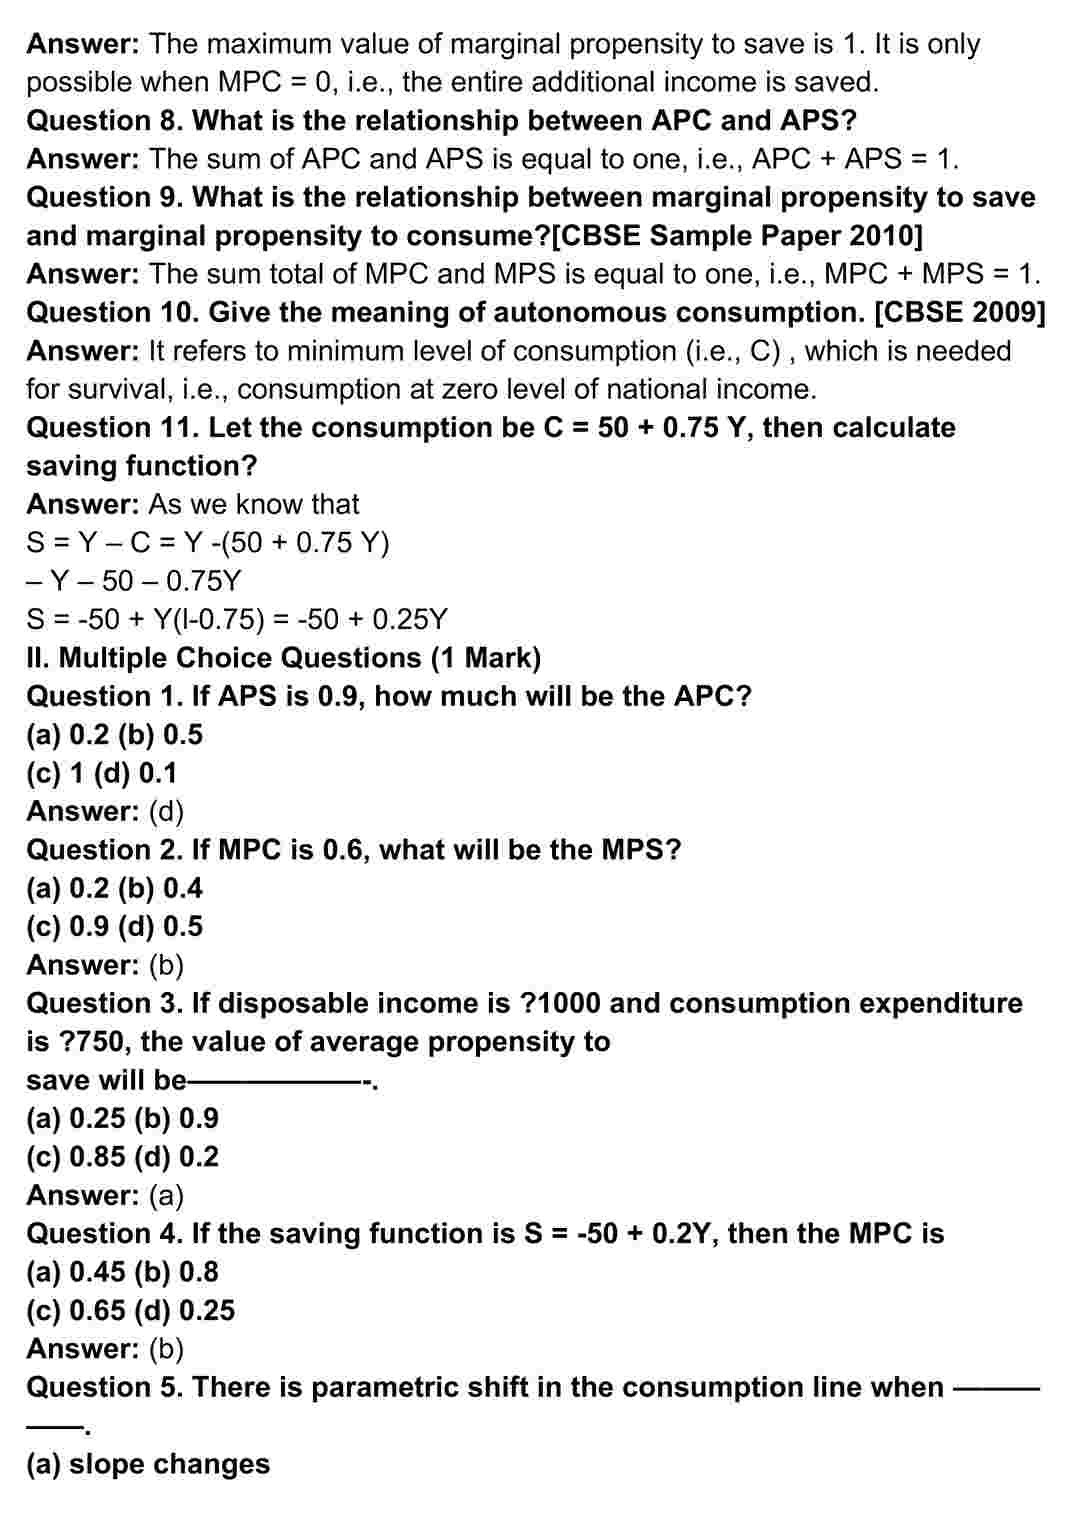 Answer: The maximum value of marginal propensity to save is 1. It is only
possible when MPC = 0, i.e., the entire additional income is saved.
Question 8. What is the relationship between APC and APS?
Answer: The sum of APC and APS is equal to one, i.e., APC + APS = 1.
Question 9. What is the relationship between marginal propensity to save
and marginal propensity to consume?[CBSE Sample Paper 2010]
Answer: The sum total of MPC and MPS is equal to one, i.e., MPC + MPS = 1.
Question 10. Give the meaning of autonomous consumption. [CBSE 2009]
Answer: It refers to minimum level of consumption (i.e., C) , which is needed
for survival, i.e., consumption at zero level of national income.
Question 11. Let the consumption be C = 50 + 0.75 Y, then calculate
saving function?
Answer: As we know that
S = Y – C = Y -(50 + 0.75 Y)
– Y – 50 – 0.75Y
S = -50 + Y(l-0.75) = -50 + 0.25Y
II. Multiple Choice Questions (1 Mark)
Question 1. If APS is 0.9, how much will be the APC?
(a) 0.2 (b) 0.5
(c) 1 (d) 0.1
Answer: (d)
Question 2. If MPC is 0.6, what will be the MPS?
(a) 0.2 (b) 0.4
(c) 0.9 (d) 0.5
Answer: (b)
Question 3. If disposable income is ?1000 and consumption expenditure
is ?750, the value of average propensity to
save will be——————-.
(a) 0.25 (b) 0.9
(c) 0.85 (d) 0.2
Answer: (a)
Question 4. If the saving function is S = -50 + 0.2Y, then the MPC is
(a) 0.45 (b) 0.8
(c) 0.65 (d) 0.25
Answer: (b)
Question 5. There is parametric shift in the consumption line when ———
——.
(a) slope changes